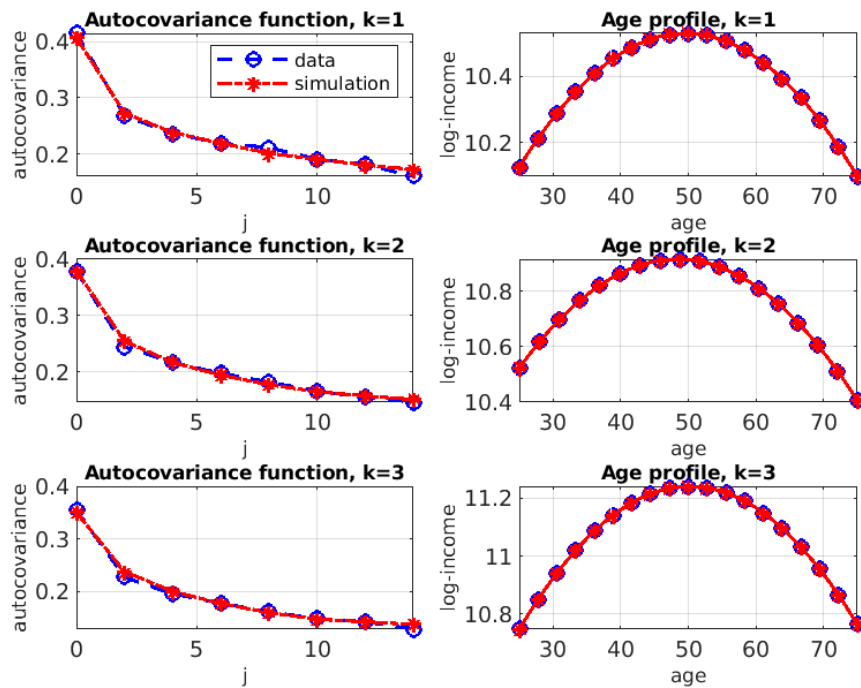 Autocovariance function, k=1
autocovariance
0.4
0.3
0.2
data
simulation
0 5 10
j
Age profile, k=1
log-income
10.4
10.2
30 40 50 60 70
age
Autocovariance function, k=2
autocovariance
0.4
0.3
0.2
0 5 10
j
Age profile, k=2
log-income
10.8
10.6
10.4
30 40 50 60 70
age
Autocovariance function, k=3
autocovariance
0.4
0.3
0.2
0 5 10
j
Age profile, k=3
log-income
11.2
11
10.8
30 40 50 60 70
age